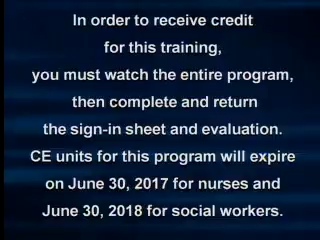 In order to receive credit
for this training,
you must watch the entire program,
then complete and return
the sign-in sheet and evaluation.
CE units for this program will expire
on June 30, 2017 for nurses and
June 30, 2018 for social workers.